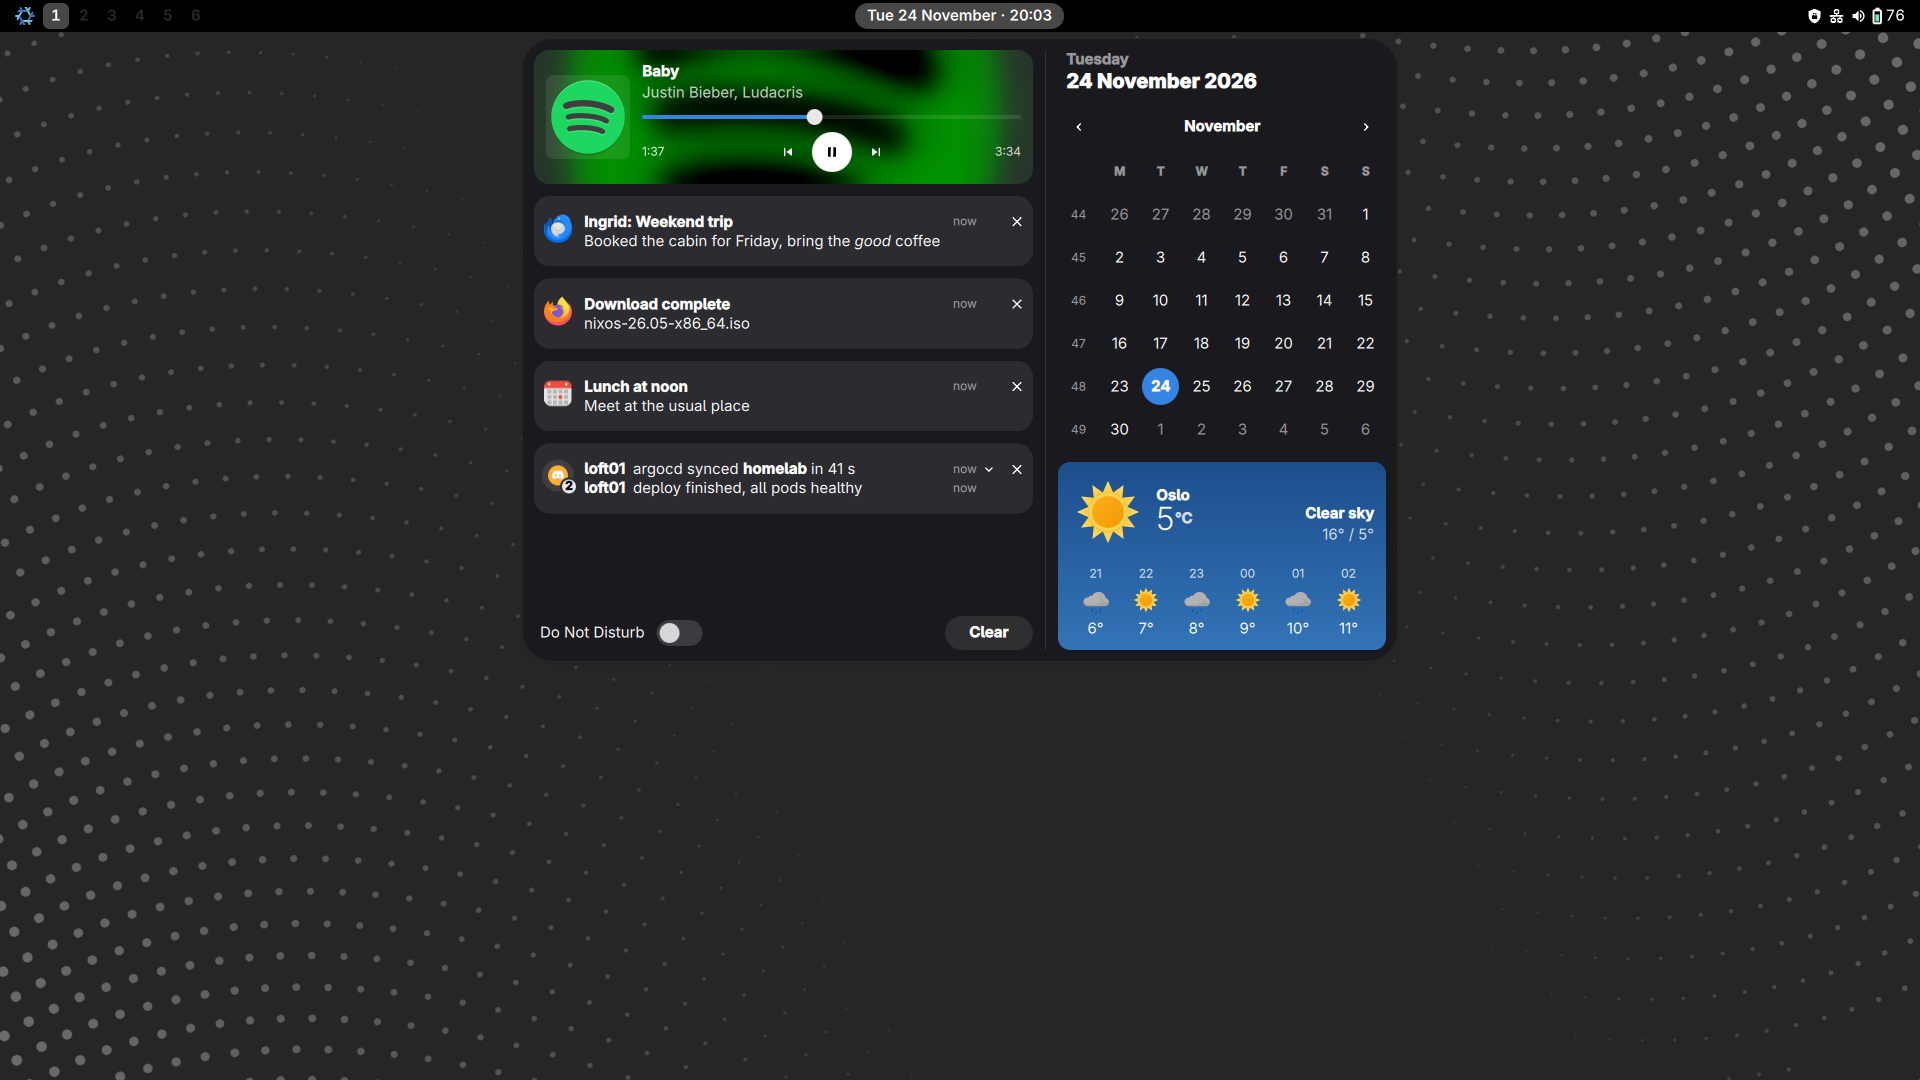 1 2 3 4 5 6
Tue 24 November · 20:03
76
Baby
Justin Bieber, Ludacris
1:37
3:34
Ingrid: Weekend trip now
Booked the cabin for Friday, bring the good coffee
Download complete now
nixos-26.05-x86_64.iso
Lunch at noon now
Meet at the usual place
loft01 argocd synced homelab in 41 s now
2
loft01 deploy finished, all pods healthy now
Do Not Disturb
Clear
Tuesday
24 November 2026
November
M T W T F S S
44 26 27 28 29 30 31 1
45 2 3 4 5 6 7 8
46 9 10 11 12 13 14 15
47 16 17 18 19 20 21 22
48 23 24 25 26 27 28 29
49 30 1 2 3 4 5 6
Oslo
5°C
Clear sky
16° / 5°
21 22 23 00 01 02
6° 7° 8° 9° 10° 11°